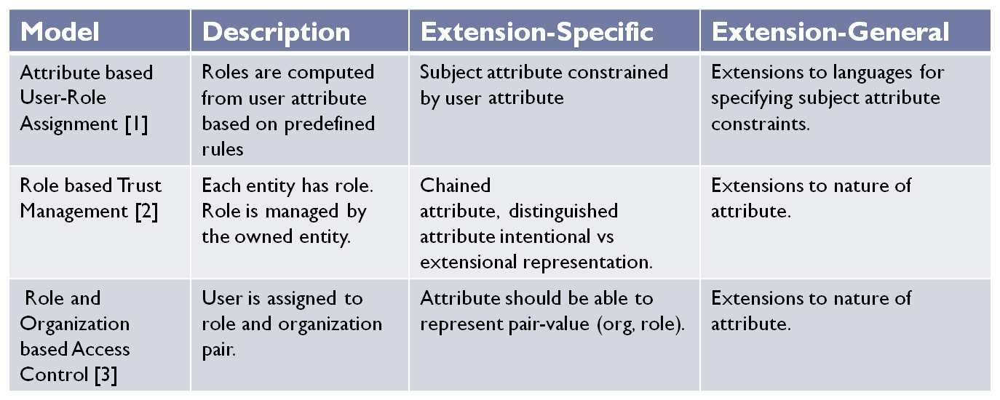 Model
Description
Extension-Specific
Extension-General
Attribute based
User-Role
Assignment [1]
Roles are computed
from user attribute
based on predefined
rules
Subject attribute constrained
by user attribute
Extensions to languages for
specifying subject attribute
constraints.
Role based Trust
Management [2]
Each entity has role.
Role is managed by
the owned entity.
Chained
attribute, distinguished
attribute intentional vs
extensional representation.
Extensions to nature of
attribute.
Role and
Organization
based Access
Control [3]
User is assigned to
role and organization
pair.
Attribute should be able to
represent pair-value (org, role).
Extensions to nature of
attribute.